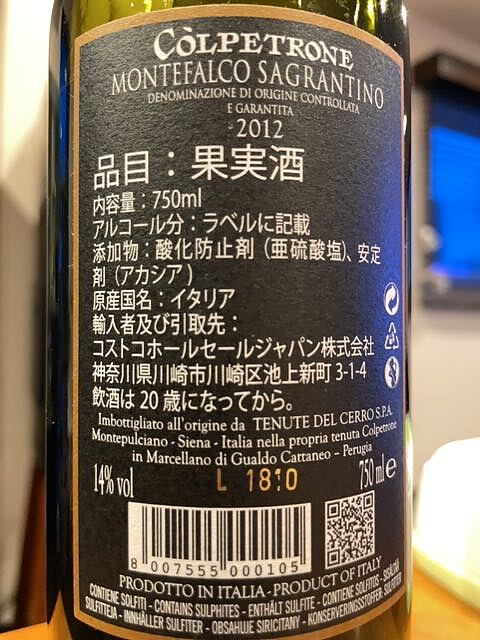 CÒLPETRONE
MONTEFALCO SAGRANTINO
DENOMINAZIONE DI ORIGINE CONTROLLATA
E GARANTITA
2012
品目：果実酒
内容量：750ml
アルコール分：ラベルに記載
添加物：酸化防止剤（亜硫酸塩）、安定
剤（アカシア）
原産国名：イタリア
輸入者及び引取先：
コストコホールセールジャパン株式会社
神奈川県川崎市川崎区池上新町 3-1-4
飲酒は 20 歳になってから。
Imbottigliato all'origine da TENUTE DEL CERRO S.P.A.
Montepulciano - Siena - Italia nella propria tenuta Colpetrone
in Marcellano di Gualdo Cattaneo - Perugia
14% vol
L 18:0
750 ml e
8 007555 000105
PRODOTTO IN ITALIA - PRODUCT OF ITALY
CONTIENE SOLFITI - CONTAINS SULPHITES - ENTHÄLT SULFITE - CONTIENE SULFITOS -
SULFITTEJA - INNHÅLLER SULFITER - OBSAHUJE SIRICITANY - KONSERVERINGSSTOFFER: SULFITTER